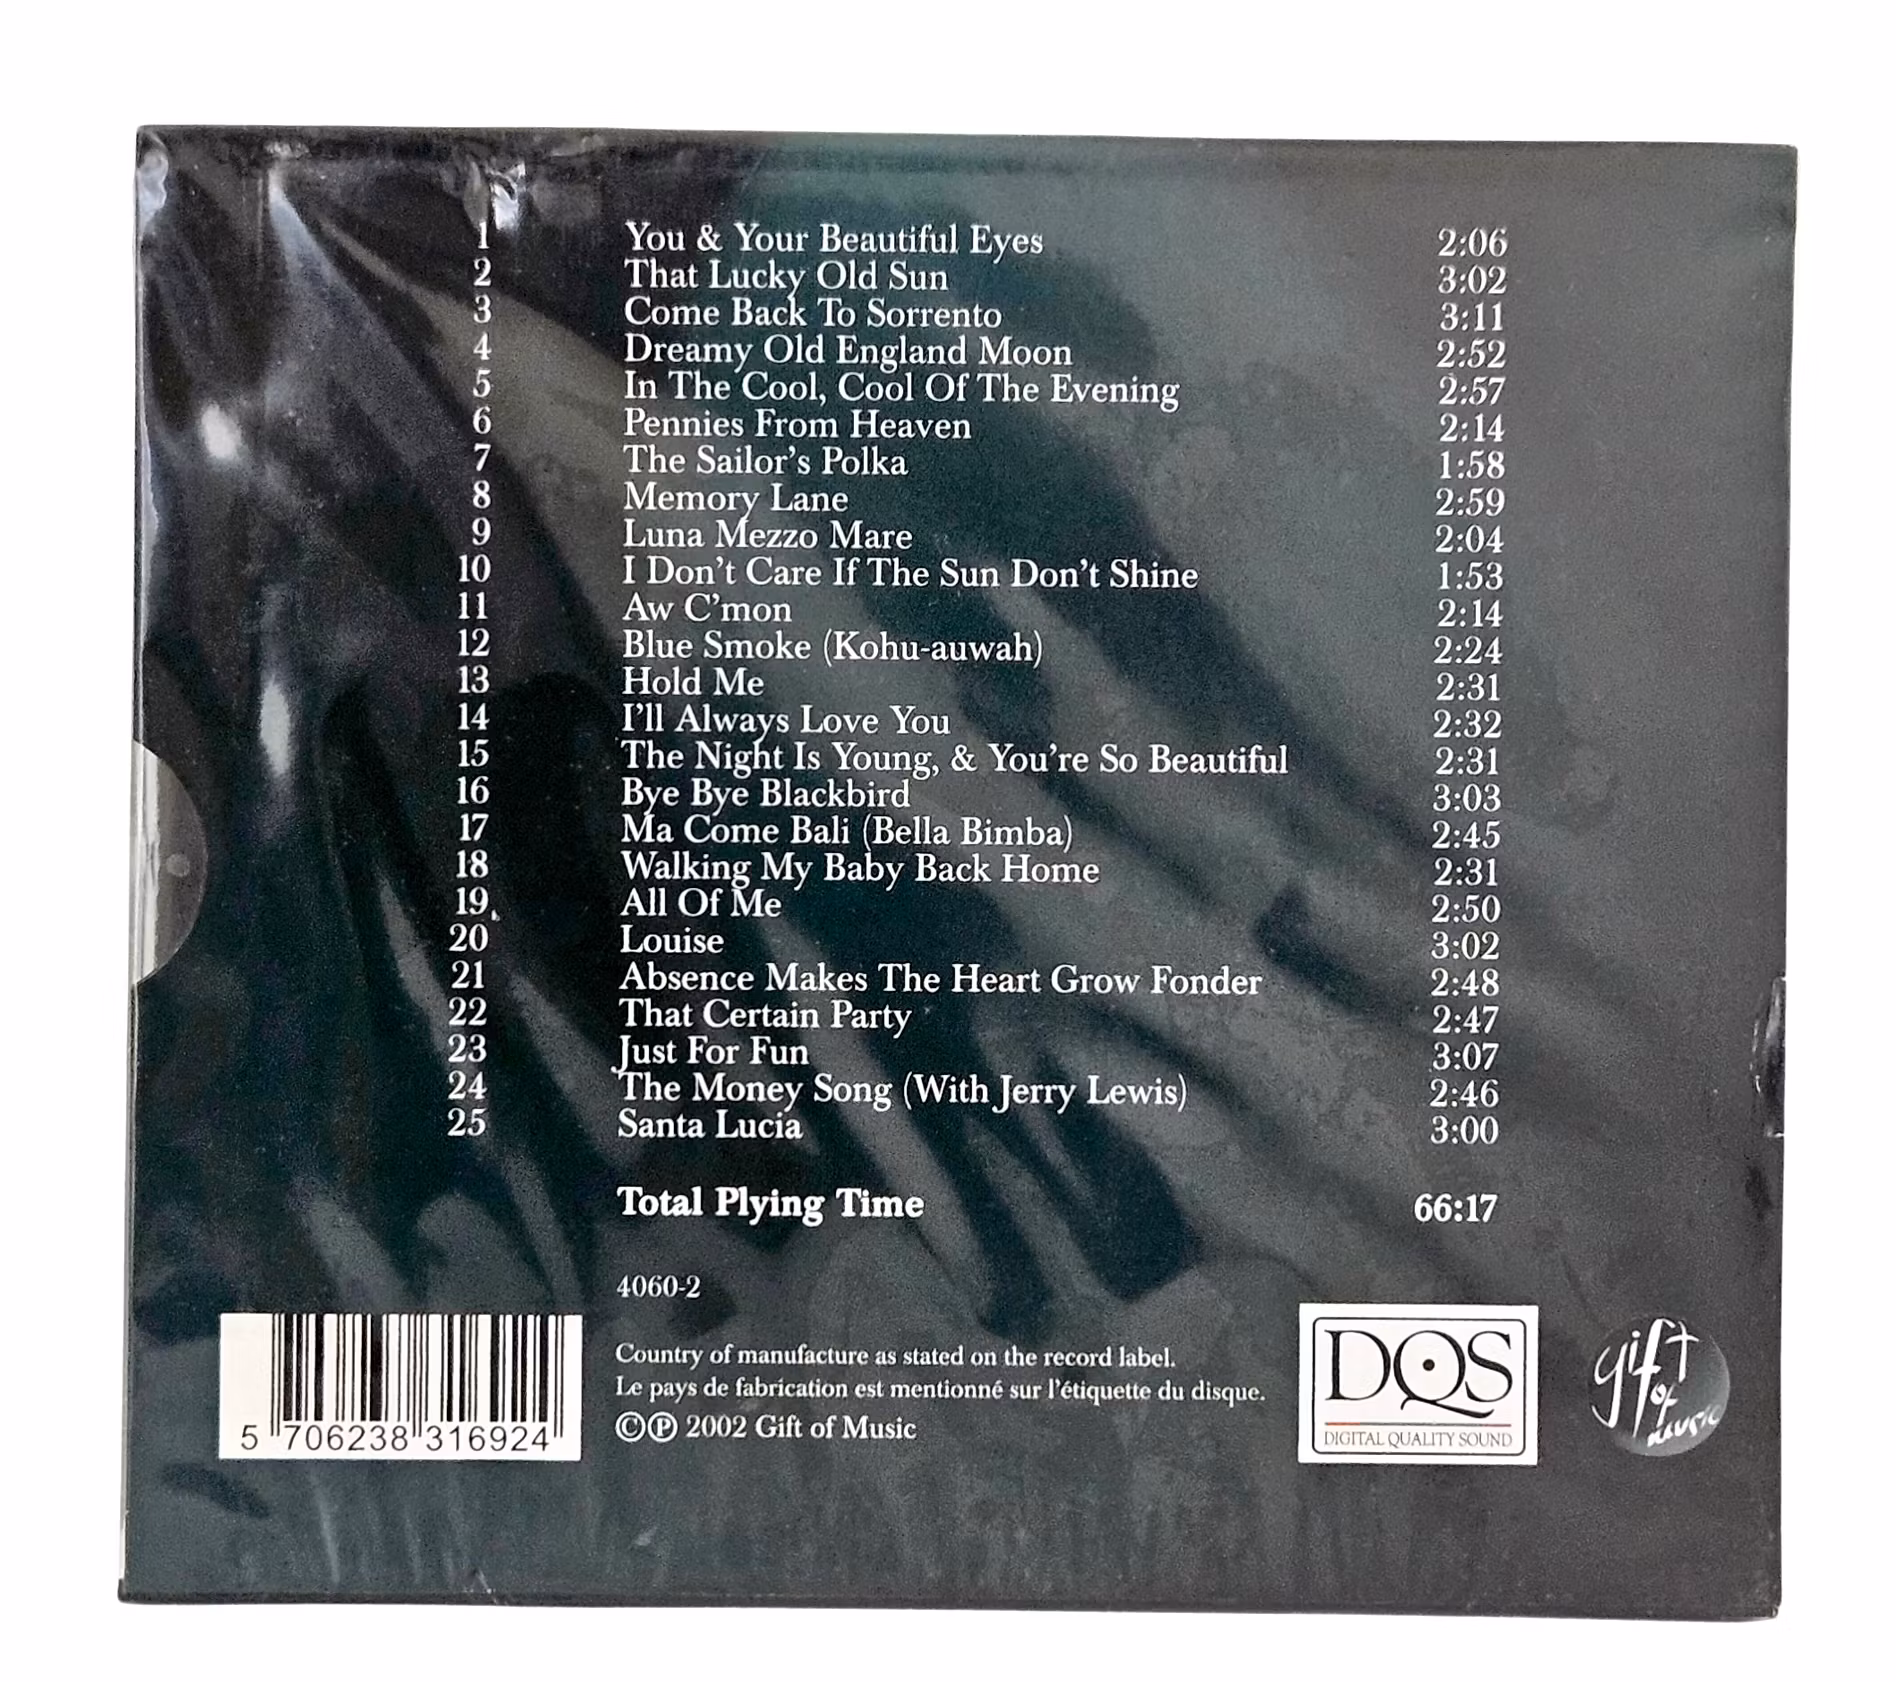 1 You & Your Beautiful Eyes 2:06
2 That Lucky Old Sun 3:02
3 Come Back To Sorrento 3:11
4 Dreamy Old England Moon 2:52
5 In The Cool, Cool Of The Evening 2:57
6 Pennies From Heaven 2:14
7 The Sailor's Polka 1:58
8 Memory Lane 2:59
9 Luna Mezzo Mare 2:04
10 I Don't Care If The Sun Don't Shine 1:53
11 Aw C'mon 2:14
12 Blue Smoke (Kohu-auwah) 2:24
13 Hold Me 2:31
14 I'll Always Love You 2:32
15 The Night Is Young, & You're So Beautiful 2:31
16 Bye Bye Blackbird 3:03
17 Ma Come Bali (Bella Bimba) 2:45
18 Walking My Baby Back Home 2:31
19 All Of Me 2:50
20 Louise 3:02
21 Absence Makes The Heart Grow Fonder 2:48
22 That Certain Party 2:47
23 Just For Fun 3:07
24 The Money Song (With Jerry Lewis) 2:46
25 Santa Lucia 3:00
Total Plying Time 66:17
4060-2
Country of manufacture as stated on the record label.
Le pays de fabrication est mentionné sur l'étiquette du disque.
©℗ 2002 Gift of Music
5 706238 316924
DQS
DIGITAL QUALITY SOUND
gift
of
music